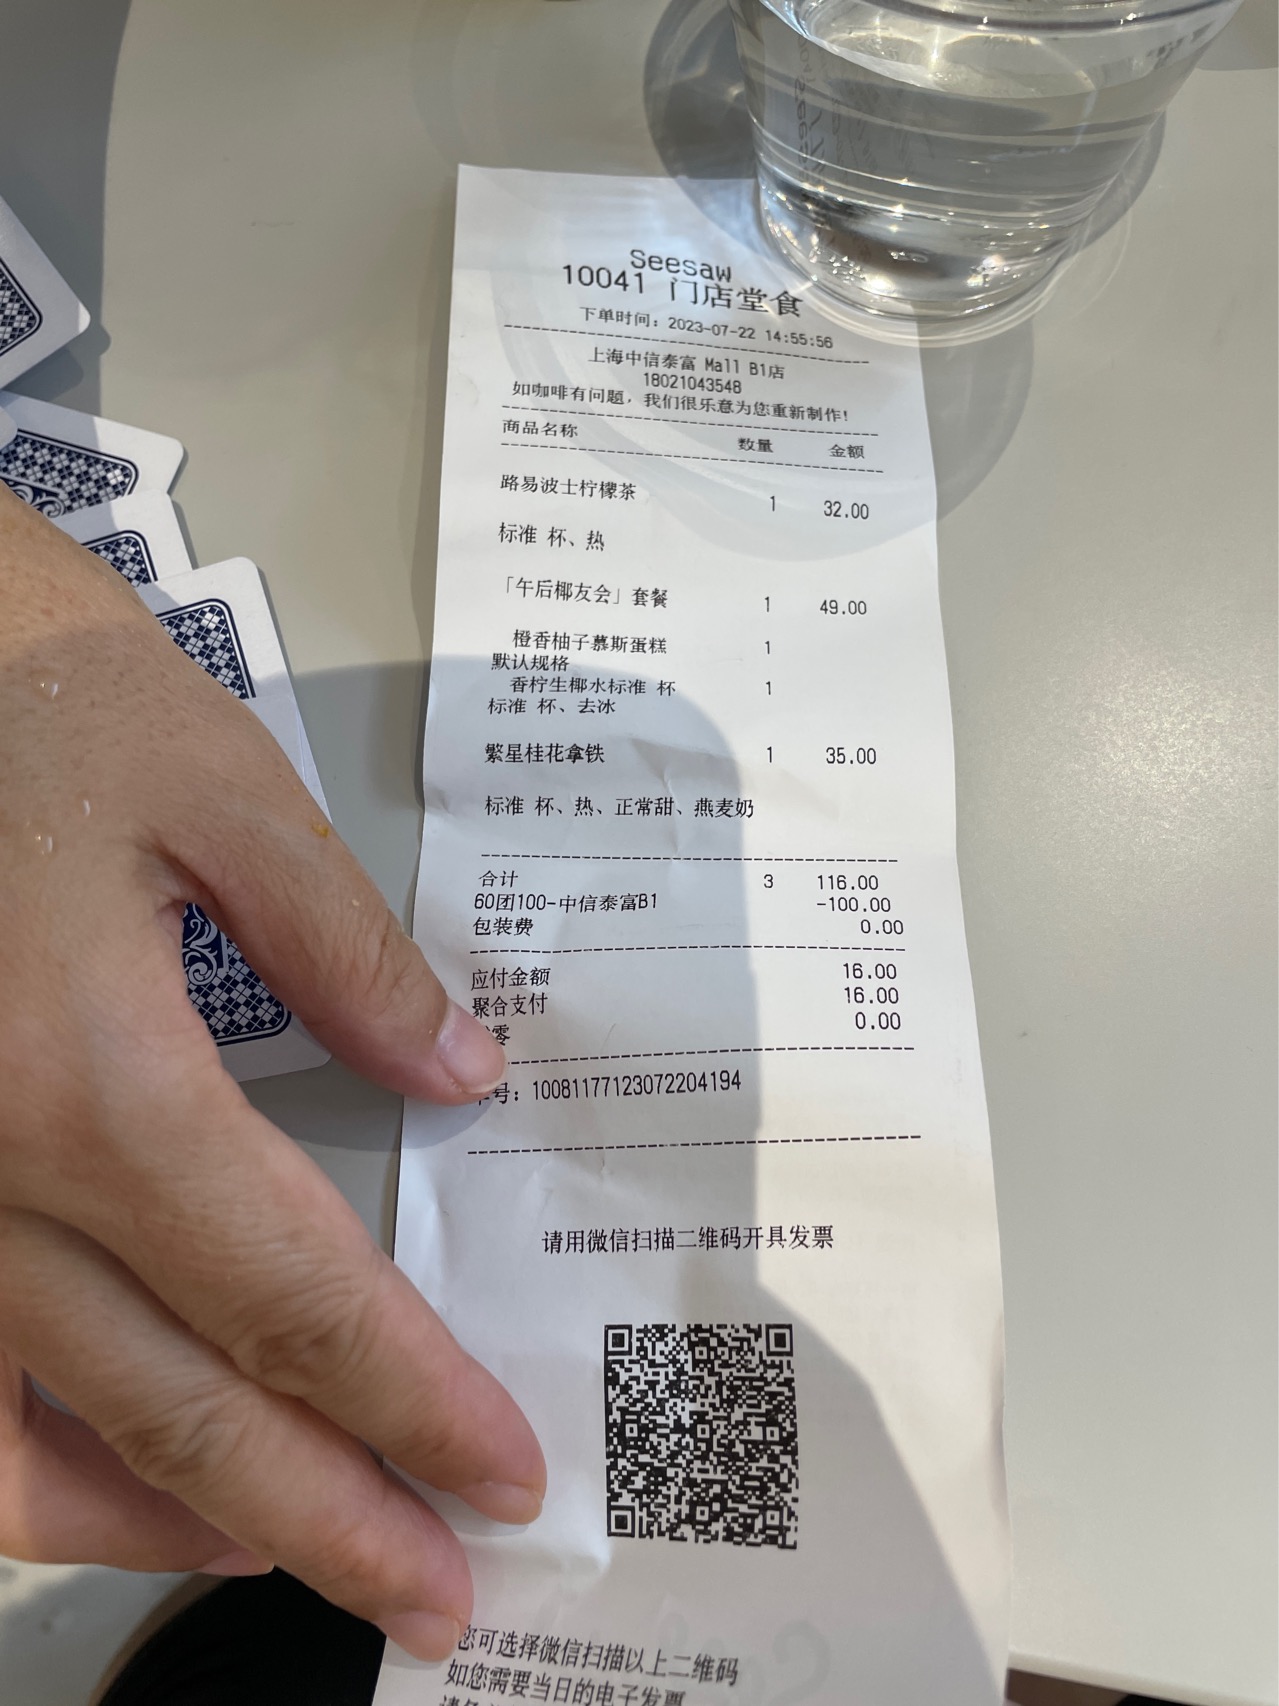 Seesaw
10041 门店堂食
下单时间：2023-07-22 14:55:56
上海中信泰富 Mall B1店
18021043548
如咖啡有问题，我们很乐意为您重新制作！
商品名称 数量 金额
路易波士柠檬茶 1 32.00
标准 杯、热
「午后椰友会」套餐 1 49.00
橙香柚子慕斯蛋糕 1
默认规格
香柠生椰水标准 杯 1
标准 杯、去冰
繁星桂花拿铁 1 35.00
标准 杯、热、正常甜、燕麦奶
合计 3 116.00
60团100-中信泰富B1 -100.00
包装费 0.00
应付金额 16.00
聚合支付 16.00
零 0.00
号：10081177123072204194
请用微信扫描二维码开具发票
您可选择微信扫描以上二维码
如您需要当日的电子发票